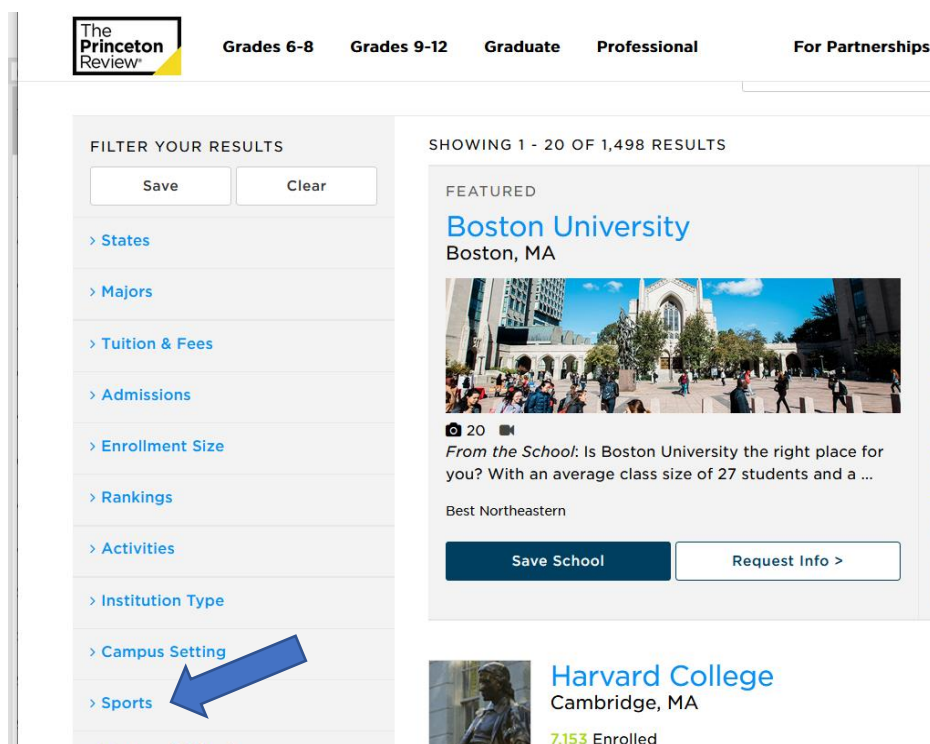 The
Princeton
Review®
Grades 6-8
Grades 9-12
Graduate
Professional
For Partnerships
FILTER YOUR RESULTS
Save
Clear
> States
> Majors
> Tuition & Fees
> Admissions
> Enrollment Size
> Rankings
> Activities
> Institution Type
> Campus Setting
> Sports
SHOWING 1 - 20 OF 1,498 RESULTS
FEATURED
Boston University
Boston, MA
20
From the School: Is Boston University the right place for
you? With an average class size of 27 students and a ...
Best Northeastern
Save School
Request Info >
Harvard College
Cambridge, MA
7,153 Enrolled